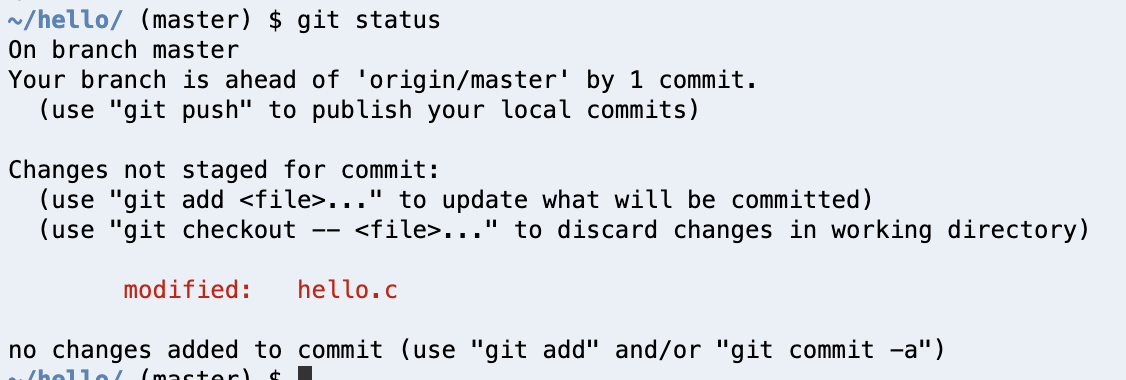 ~/hello/ (master) $ git status
On branch master
Your branch is ahead of 'origin/master' by 1 commit.
  (use "git push" to publish your local commits)

Changes not staged for commit:
  (use "git add <file>..." to update what will be committed)
  (use "git checkout -- <file>..." to discard changes in working directory)

        modified:   hello.c

no changes added to commit (use "git add" and/or "git commit -a")
~/hello/ (master) $